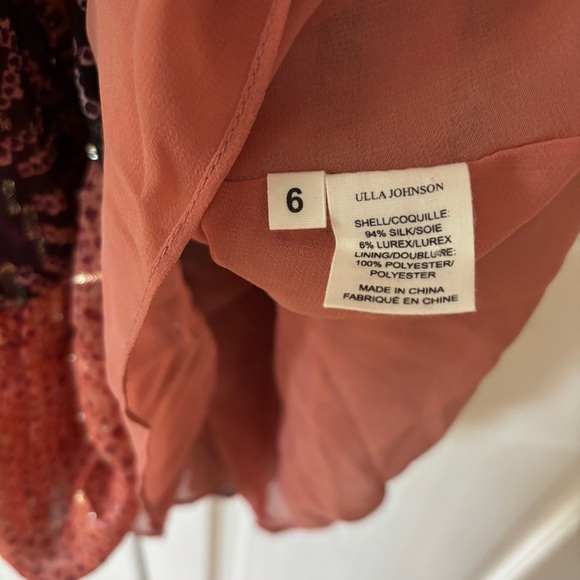 6
ULLA JOHNSON
SHELL/COQUILLE:
94% SILK/SOIE
6% LUREX/LUREX
LINING/DOUBLURE:
100% POLYESTER/
POLYESTER
MADE IN CHINA
FABRIQUÉ EN CHINE